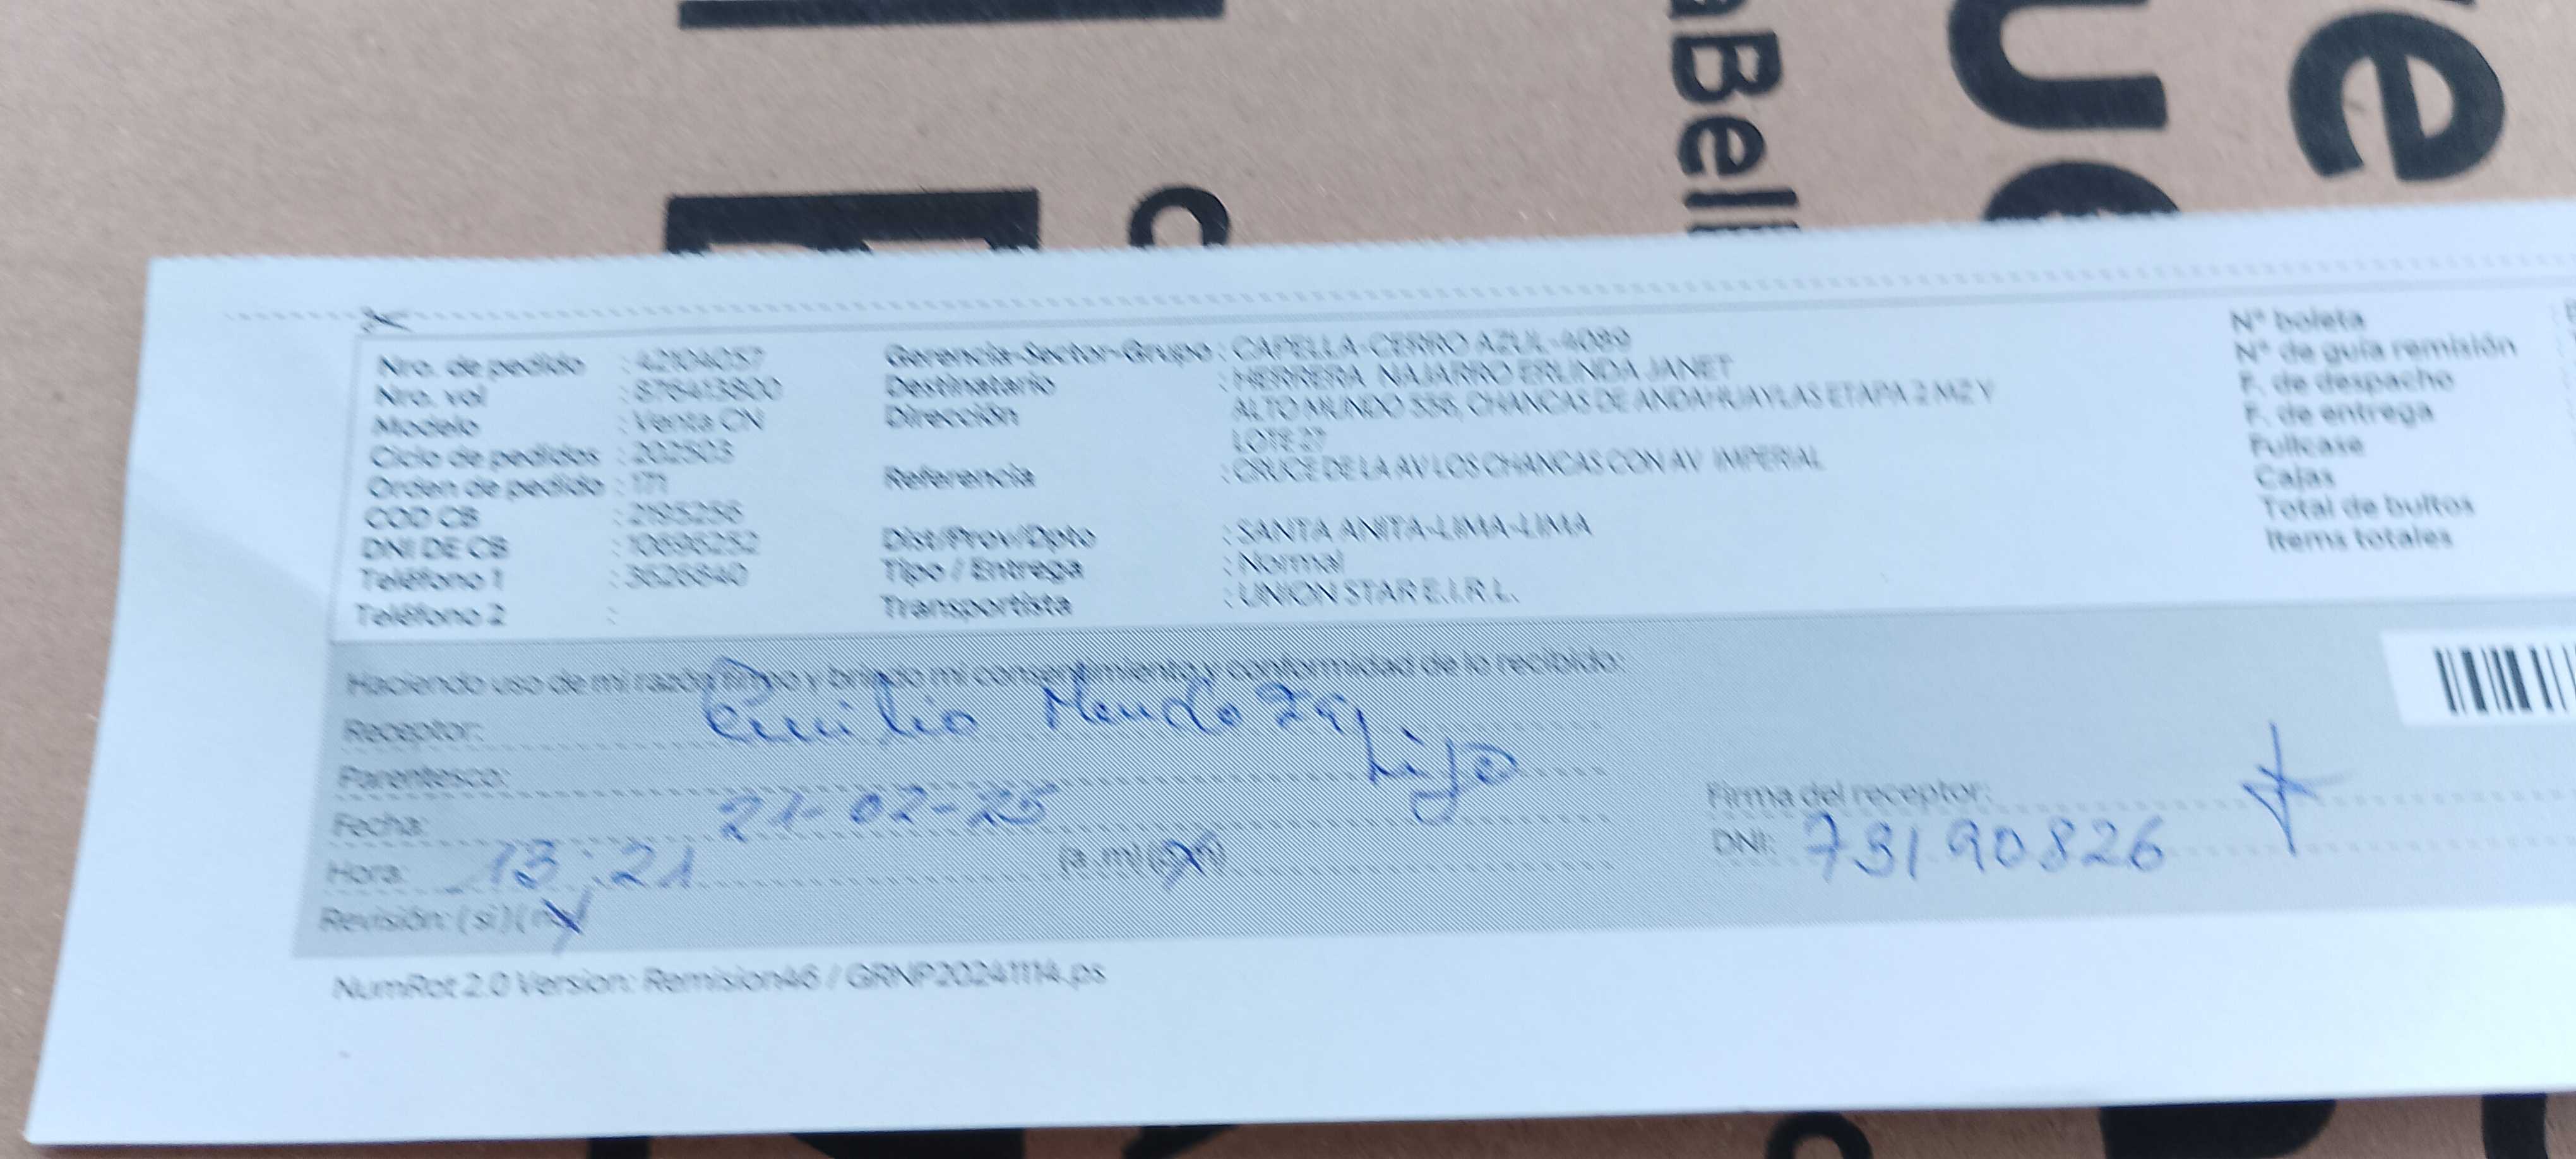 aBell
ue
e
Nro. de pedido : 42104057
Nro. vol : 876413800
Modelo : Venta CN
Ciclo de pedidos : 202503
Orden de pedido : 171
COD CB : 2195256
DNI DE CB : 10696252
Teléfono 1 : 3626840
Teléfono 2 :
Gerencia-Sector-Grupo : CAPELLA-CERRO AZUL-4089
Destinatario : HERRERA NAJARRO ERLINDA JANET
Dirección ALTO MUNDO 556, CHANCAS DE ANDAHUAYLAS ETAPA 2 MZ Y
LOTE 27
Referencia : CRUCE DE LA AV LOS CHANCAS CON AV IMPERIAL
Dist/Prov/Dpto : SANTA ANITA-LIMA-LIMA
Tipo / Entrega : Normal
Transportista : UNION STAR E.I.R.L.
N° boleta
N° de guía remisión
F. de despacho
F. de entrega
Fullcase
Cajas
Total de bultos
Items totales
Haciendo uso de mi razón firmo y brindo mi consentimiento y conformidad de lo recibido:
Receptor: Emilio Mendoza
Parentesco: hijo
Fecha: 21-02-25
Hora: 13:21 (a. m) (p. m)
Revisión: (si) (no)
Firma del receptor:
DNI: 73190826
NumRot 2.0 Version: Remision46 / GRNP20241114.ps